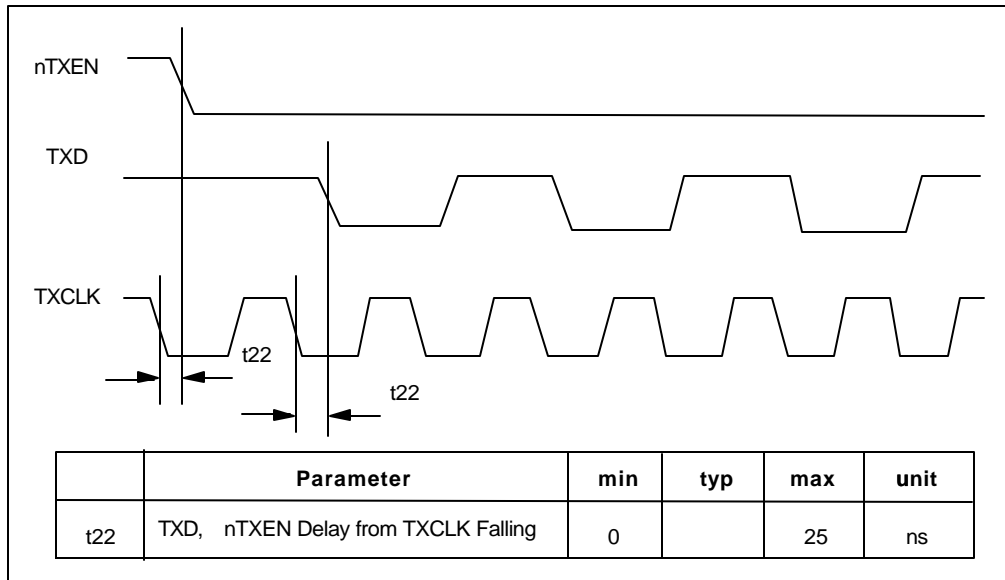 nTXEN
TXD
TXCLK
t22
t22
Parameter min typ max unit
t22 TXD, nTXEN Delay from TXCLK Falling 0 25 ns